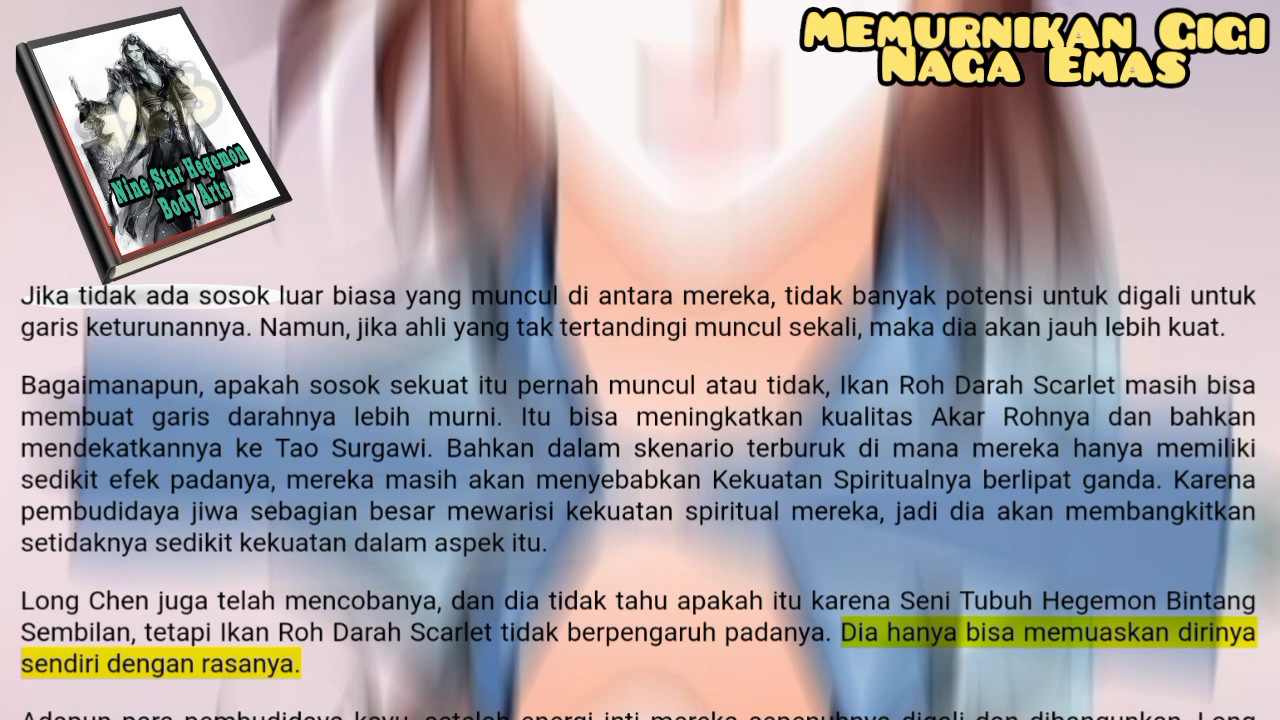 MEMURNIKAN GIGI
NAGA EMAS
Nine Star Hegemon
Body Arts
Jika tidak ada sosok luar biasa yang muncul di antara mereka, tidak banyak potensi untuk digali untuk
garis keturunannya. Namun, jika ahli yang tak tertandingi muncul sekali, maka dia akan jauh lebih kuat.
Bagaimanapun, apakah sosok sekuat itu pernah muncul atau tidak, Ikan Roh Darah Scarlet masih bisa
membuat garis darahnya lebih murni. Itu bisa meningkatkan kualitas Akar Rohnya dan bahkan
mendekatkannya ke Tao Surgawi. Bahkan dalam skenario terburuk di mana mereka hanya memiliki
sedikit efek padanya, mereka masih akan menyebabkan Kekuatan Spiritualnya berlipat ganda. Karena
pembudidaya jiwa sebagian besar mewarisi kekuatan spiritual mereka, jadi dia akan membangkitkan
setidaknya sedikit kekuatan dalam aspek itu.
Long Chen juga telah mencobanya, dan dia tidak tahu apakah itu karena Seni Tubuh Hegemon Bintang
Sembilan, tetapi Ikan Roh Darah Scarlet tidak berpengaruh padanya. Dia hanya bisa memuaskan dirinya
sendiri dengan rasanya.